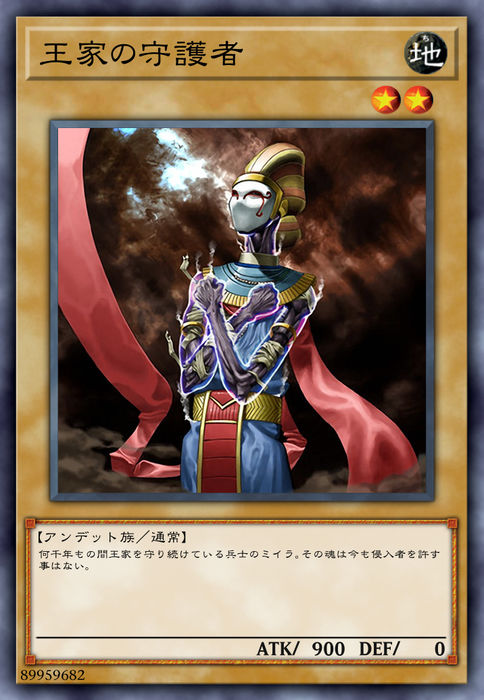 王家の守護者
ち
地
【アンデット族／通常】
何千年もの間王家を守り続けている兵士のミイラ。その魂は今も侵入者を許す
事はない。
ATK/ 900 DEF/ 0
89959682